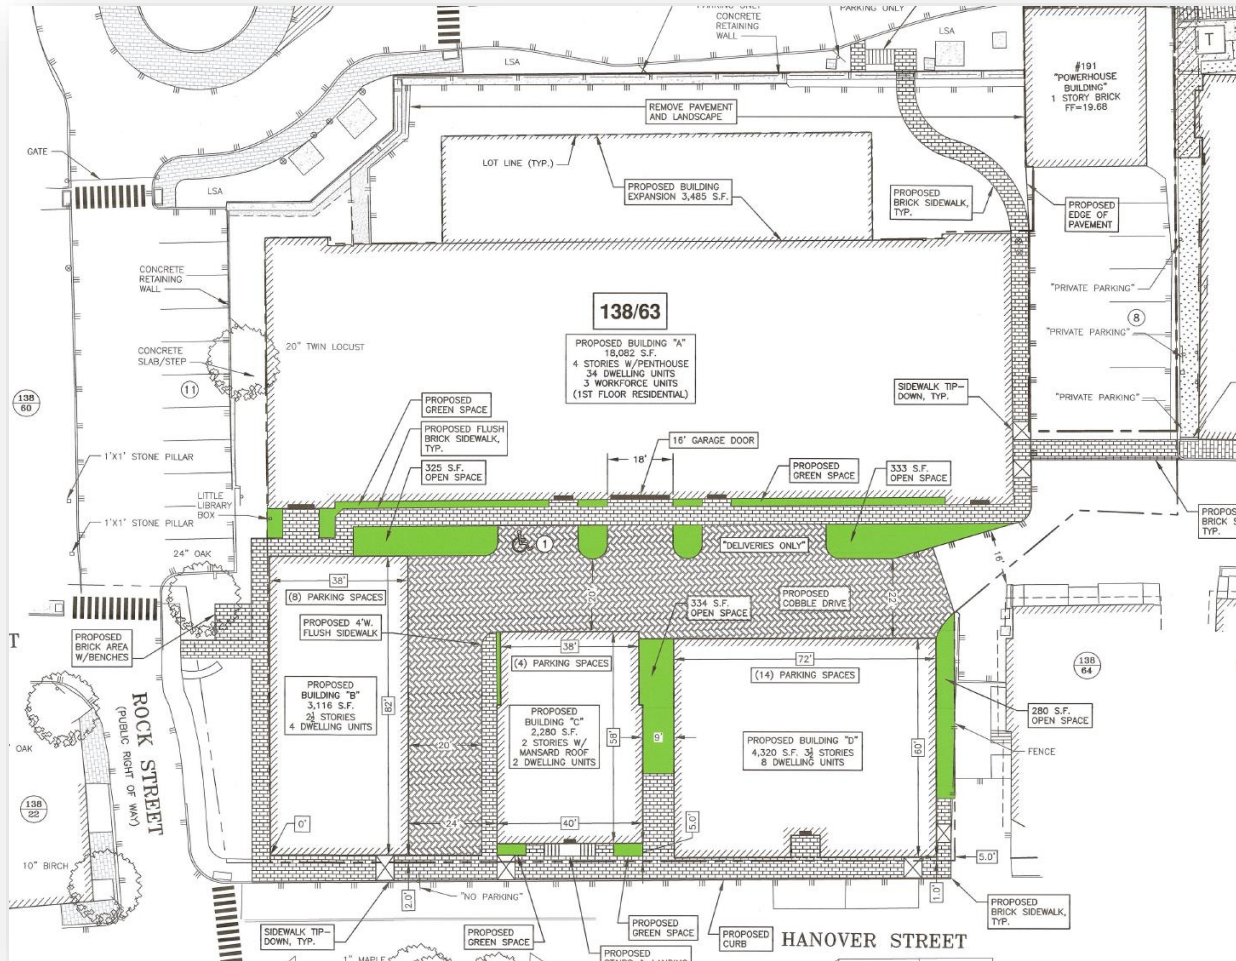 PARKING ONLY
CONCRETE
RETAINING
WALL
PARKING ONLY
LSA
LSA
T
#191
"POWERHOUSE
BUILDING"
1 STORY BRICK
FF=19.68
REMOVE PAVEMENT
AND LANDSCAPE
GATE
LOT LINE (TYP.)
LSA
PROPOSED BUILDING
EXPANSION 3,485 S.F.
PROPOSED
BRICK SIDEWALK,
TYP.
PROPOSED
EDGE OF
PAVEMENT
CONCRETE
RETAINING
WALL
"PRIVATE PARKING"
138/63
8
"PRIVATE PARKING"
PROPOSED BUILDING "A"
18,082 S.F.
4 STORIES W/PENTHOUSE
34 DWELLING UNITS
3 WORKFORCE UNITS
(1ST FLOOR RESIDENTIAL)
20" TWIN LOCUST
CONCRETE
SLAB/STEP
11
138
60
SIDEWALK TIP-
DOWN, TYP.
"PRIVATE PARKING"
PROPOSED
GREEN SPACE
PROPOSED FLUSH
BRICK SIDEWALK,
TYP.
16' GARAGE DOOR
18'
1'X1' STONE PILLAR
325 S.F.
OPEN SPACE
PROPOSED
GREEN SPACE
333 S.F.
OPEN SPACE
LITTLE
LIBRARY
BOX
1'X1' STONE PILLAR
PROPOS
BRICK S
TYP.
24" OAK
1
"DELIVERIES ONLY"
16'
38'
(8) PARKING SPACES
20'
22'
PROPOSED
COBBLE DRIVE
334 S.F.
OPEN SPACE
PROPOSED 4'W.
FLUSH SIDEWALK
PROPOSED
BRICK AREA
W/BENCHES
T
38'
(4) PARKING SPACES
72'
(14) PARKING SPACES
138
64
PROPOSED
BUILDING "B"
3,116 S.F.
2½ STORIES
4 DWELLING UNITS
82'
PROPOSED
BUILDING "C"
2,280 S.F.
2 STORIES W/
MANSARD ROOF
2 DWELLING UNITS
58'
9'
PROPOSED BUILDING "D"
4,320 S.F. 3½ STORIES
8 DWELLING UNITS
60'
280 S.F.
OPEN SPACE
FENCE
ROCK STREET
(PUBLIC RIGHT OF WAY)
OAK
20'
138
22
0'
24'
40'
5.0'
5.0'
10" BIRCH
2.0'
"NO PARKING"
1.0'
SIDEWALK TIP-
DOWN, TYP.
PROPOSED
GREEN SPACE
PROPOSED
GREEN SPACE
PROPOSED
CURB
PROPOSED
BRICK SIDEWALK,
TYP.
HANOVER STREET
PROPOSED
1" MAPLE